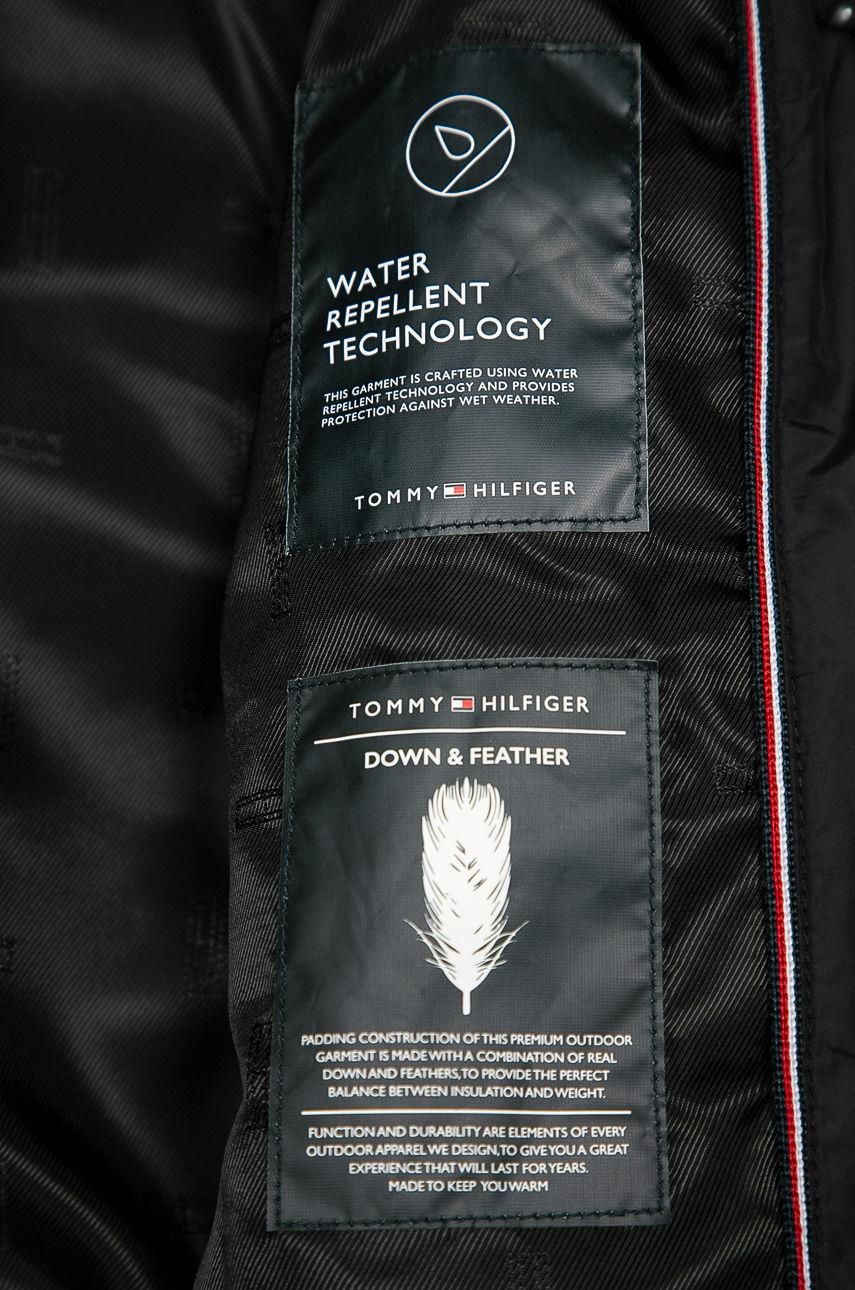 WATER
REPELLENT
TECHNOLOGY
THIS GARMENT IS CRAFTED USING WATER
REPELLENT TECHNOLOGY AND PROVIDES
PROTECTION AGAINST WET WEATHER.
TOMMY HILFIGER
TOMMY HILFIGER
DOWN & FEATHER
PADDING CONSTRUCTION OF THIS PREMIUM OUTDOOR
GARMENT IS MADE WITH A COMBINATION OF REAL
DOWN AND FEATHERS, TO PROVIDE THE PERFECT
BALANCE BETWEEN INSULATION AND WEIGHT.
FUNCTION AND DURABILITY ARE ELEMENTS OF EVERY
OUTDOOR APPAREL WE DESIGN, TO GIVE YOU A GREAT
EXPERIENCE THAT WILL LAST FOR YEARS.
MADE TO KEEP YOU WARM